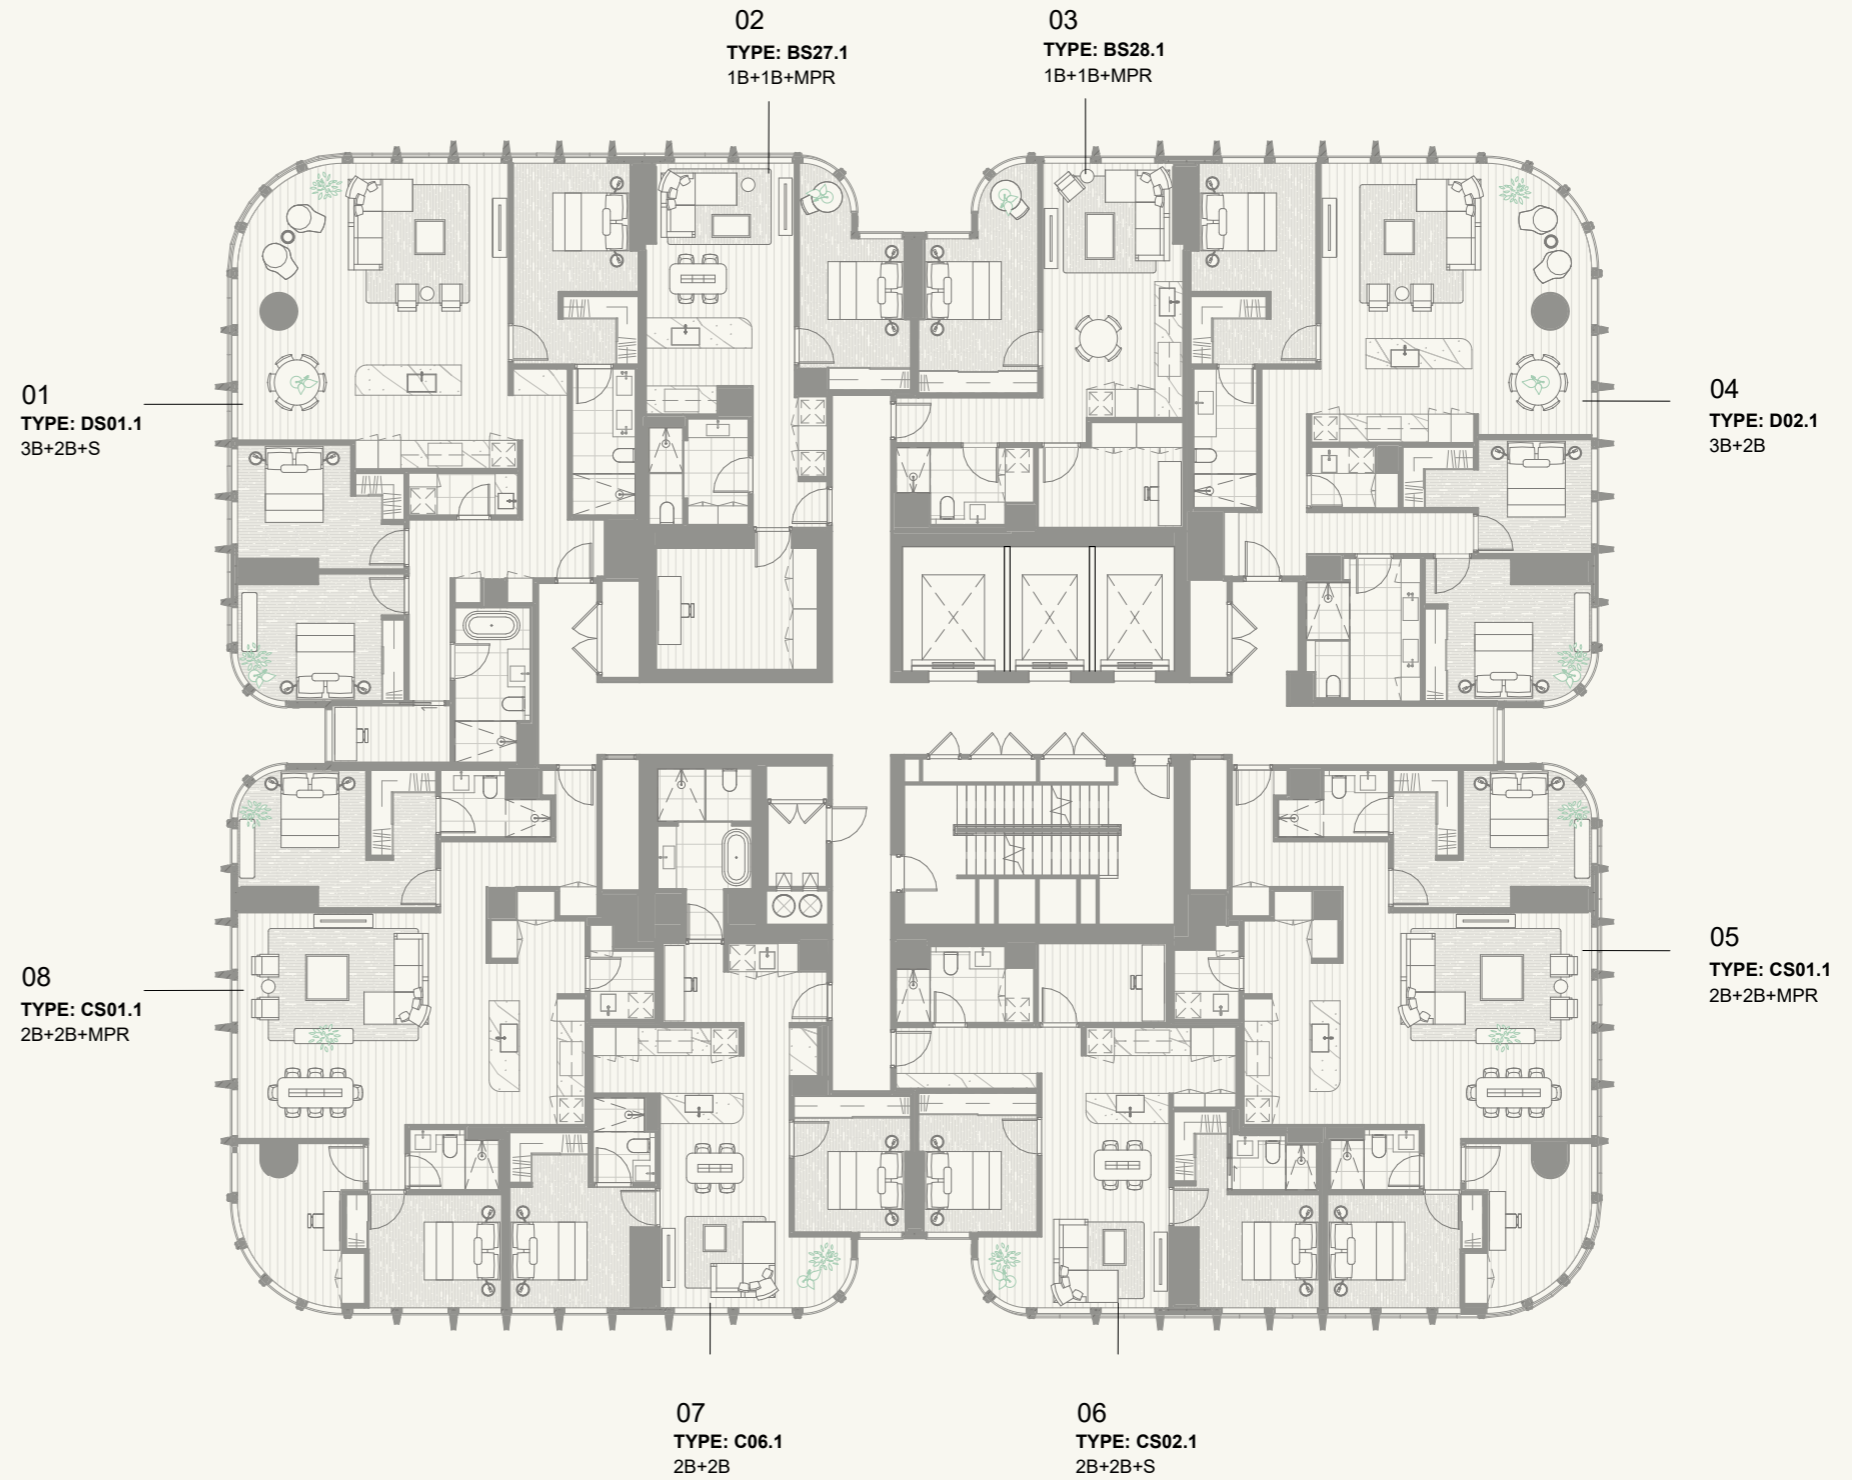 02
TYPE: BS27.1
1B+1B+MPR
03
TYPE: BS28.1
1B+1B+MPR
01
TYPE: DS01.1
3B+2B+S
04
TYPE: D02.1
3B+2B
08
TYPE: CS01.1
2B+2B+MPR
05
TYPE: CS01.1
2B+2B+MPR
07
TYPE: C06.1
2B+2B
06
TYPE: CS02.1
2B+2B+S